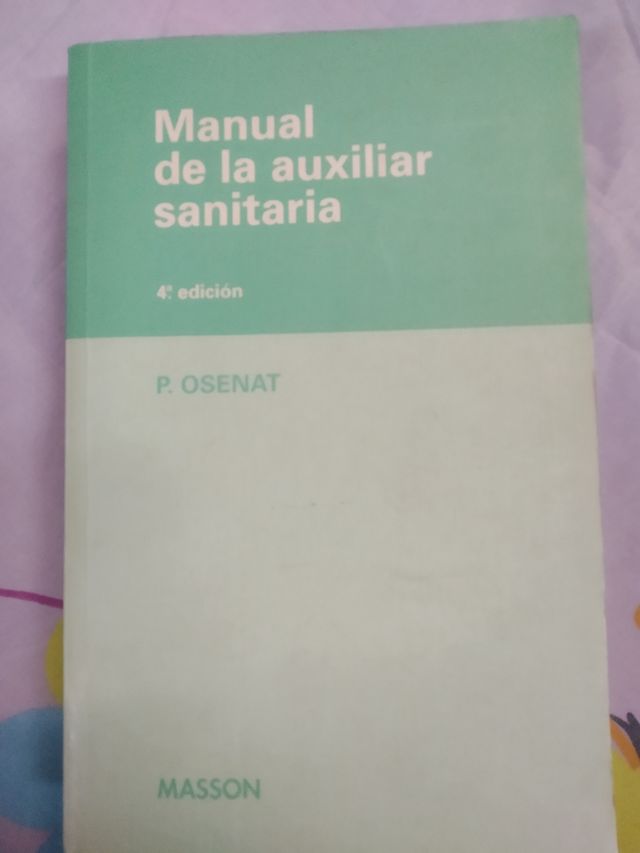 Manual
de la auxiliar
sanitaria
4ª. edición
P. OSENAT
MASSON